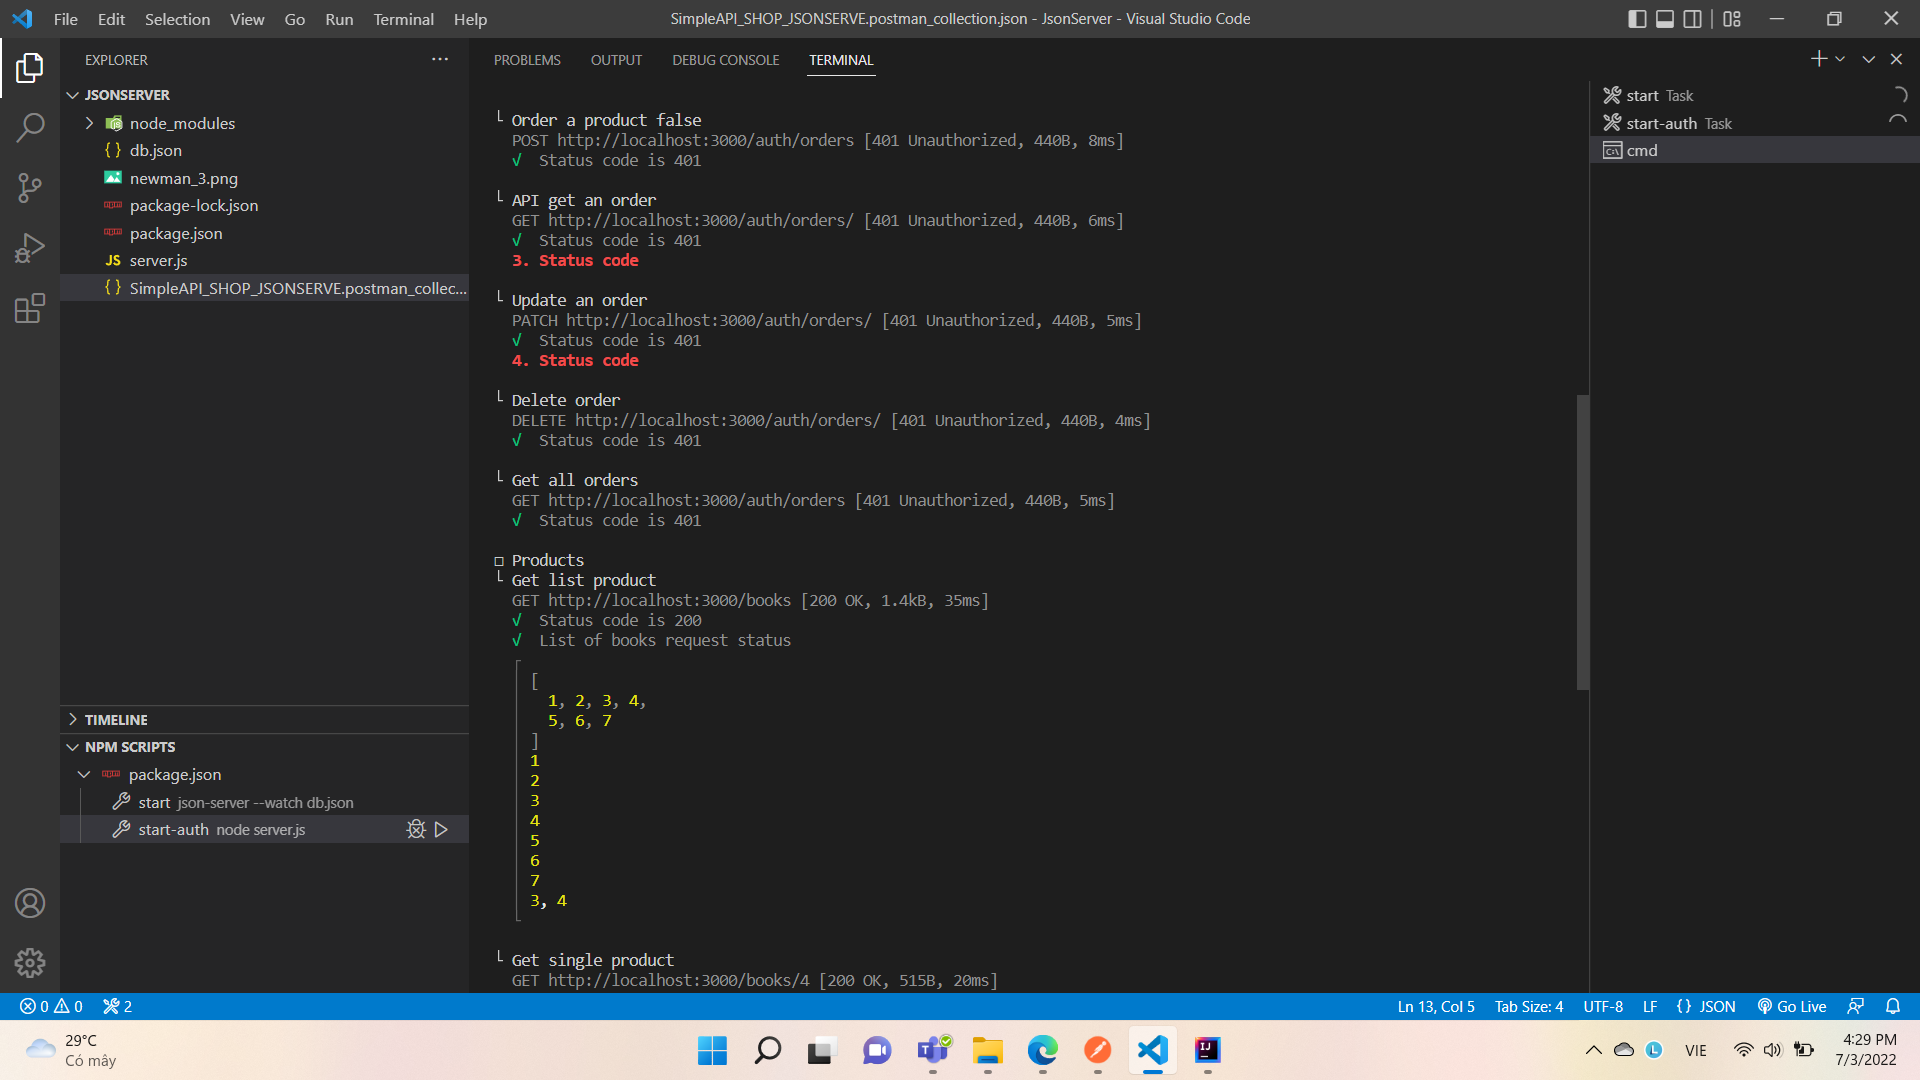 File Edit Selection View Go Run Terminal Help
SimpleAPI_SHOP_JSONSERVE.postman_collection.json - JsonServer - Visual Studio Code
EXPLORER
JSONSERVER
node_modules
{ } db.json
newman_3.png
package-lock.json
package.json
JS server.js
{ } SimpleAPI_SHOP_JSONSERVE.postman_collec...
TIMELINE
NPM SCRIPTS
package.json
start json-server --watch db.json
start-auth node server.js
PROBLEMS OUTPUT DEBUG CONSOLE TERMINAL
└ Order a product false
POST http://localhost:3000/auth/orders [401 Unauthorized, 440B, 8ms]
√ Status code is 401
└ API get an order
GET http://localhost:3000/auth/orders/ [401 Unauthorized, 440B, 6ms]
√ Status code is 401
3. Status code
└ Update an order
PATCH http://localhost:3000/auth/orders/ [401 Unauthorized, 440B, 5ms]
√ Status code is 401
4. Status code
└ Delete order
DELETE http://localhost:3000/auth/orders/ [401 Unauthorized, 440B, 4ms]
√ Status code is 401
└ Get all orders
GET http://localhost:3000/auth/orders [401 Unauthorized, 440B, 5ms]
√ Status code is 401
□ Products
└ Get list product
GET http://localhost:3000/books [200 OK, 1.4kB, 35ms]
√ Status code is 200
√ List of books request status
[
1, 2, 3, 4,
5, 6, 7
]
1
2
3
4
5
6
7
3, 4
└ Get single product
GET http://localhost:3000/books/4 [200 OK, 515B, 20ms]
start Task
start-auth Task
cmd
0 0 2
Ln 13, Col 5 Tab Size: 4 UTF-8 LF { } JSON Go Live
29°C
Có mây
VIE
4:29 PM
7/3/2022